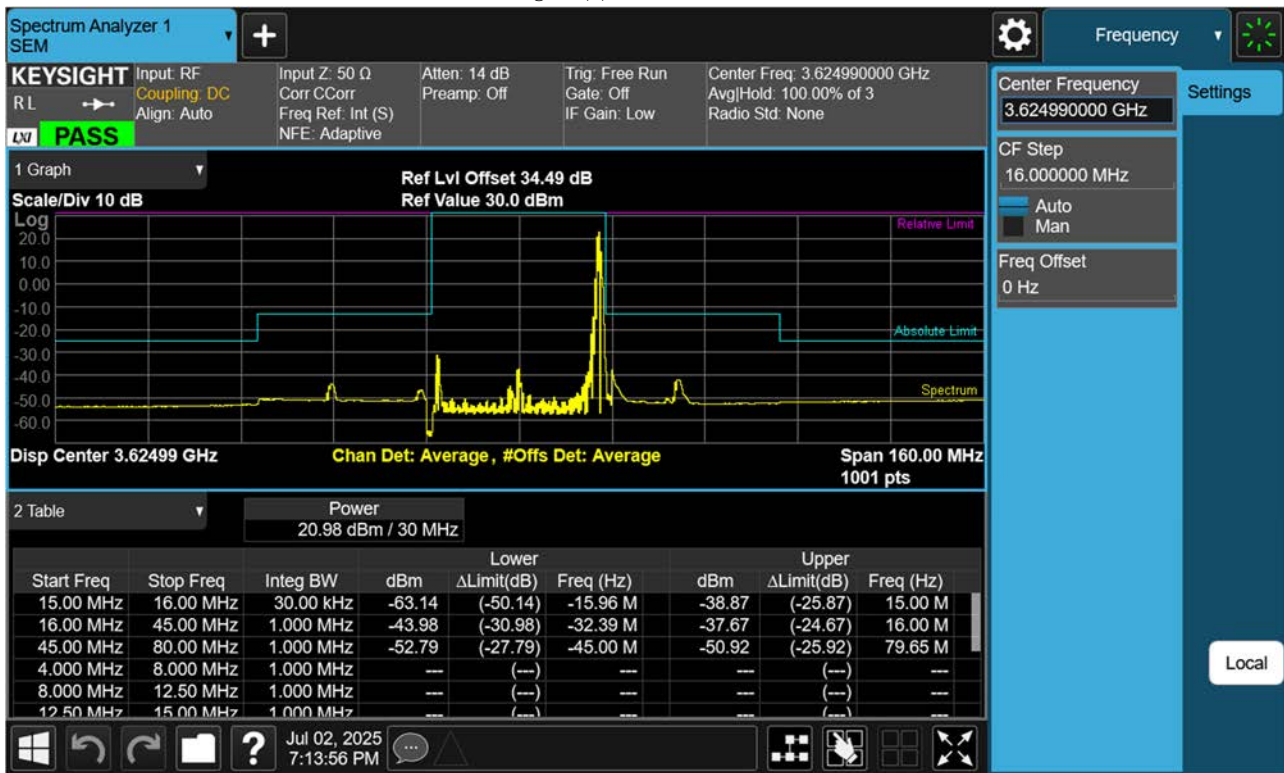 Spectrum Analyzer 1
SEM
Frequency
KEYSIGHT
R L
LXI
PASS
Input: RF
Coupling: DC
Align: Auto
Input Z: 50 Ω
Corr CCorr
Freq Ref: Int (S)
NFE: Adaptive
Atten: 14 dB
Preamp: Off
Trig: Free Run
Gate: Off
IF Gain: Low
Center Freq: 3.624990000 GHz
Avg|Hold: 100.00% of 3
Radio Std: None
Center Frequency
3.624990000 GHz
Settings
CF Step
16.000000 MHz
Auto
Man
Freq Offset
0 Hz
Local
1 Graph
Ref Lvl Offset 34.49 dB
Scale/Div 10 dB
Ref Value 30.0 dBm
Log
Relative Limit
20.0
10.0
0.00
-10.0
-20.0
Absolute Limit
-30.0
-40.0
Spectrum
-50.0
-60.0
Disp Center 3.62499 GHz
Chan Det: Average, #Offs Det: Average
Span 160.00 MHz
1001 pts
2 Table
Power
20.98 dBm / 30 MHz
Lower Upper
Start Freq Stop Freq Integ BW dBm ΔLimit(dB) Freq (Hz) dBm ΔLimit(dB) Freq (Hz)
15.00 MHz 16.00 MHz 30.00 kHz -63.14 (-50.14) -15.96 M -38.87 (-25.87) 15.00 M
16.00 MHz 45.00 MHz 1.000 MHz -43.98 (-30.98) -32.39 M -37.67 (-24.67) 16.00 M
45.00 MHz 80.00 MHz 1.000 MHz -52.79 (-27.79) -45.00 M -50.92 (-25.92) 79.65 M
4.000 MHz 8.000 MHz 1.000 MHz --- (---) --- --- (---) ---
8.000 MHz 12.50 MHz 1.000 MHz --- (---) --- --- (---) ---
12.50 MHz 15.00 MHz 1.000 MHz --- (---) --- --- (---) ---
?
Jul 02, 2025
7:13:56 PM